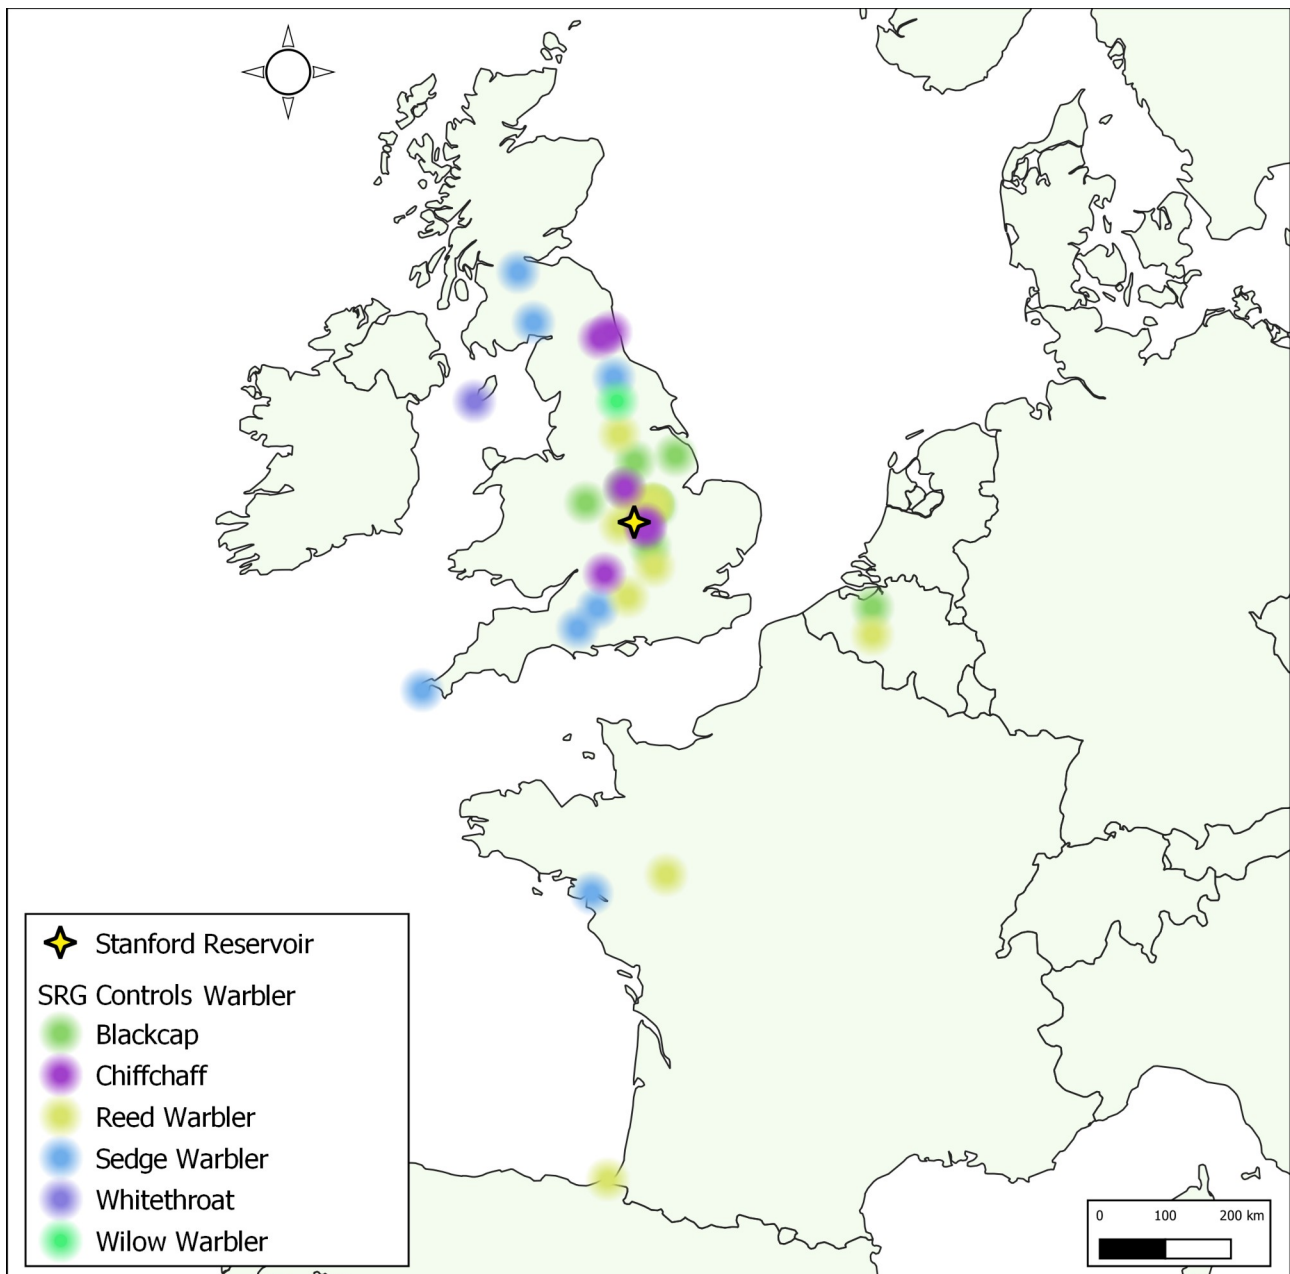 Stanford Reservoir
SRG Controls Warbler
Blackcap
Chiffchaff
Reed Warbler
Sedge Warbler
Whitethroat
Wilow Warbler
0 100 200 km